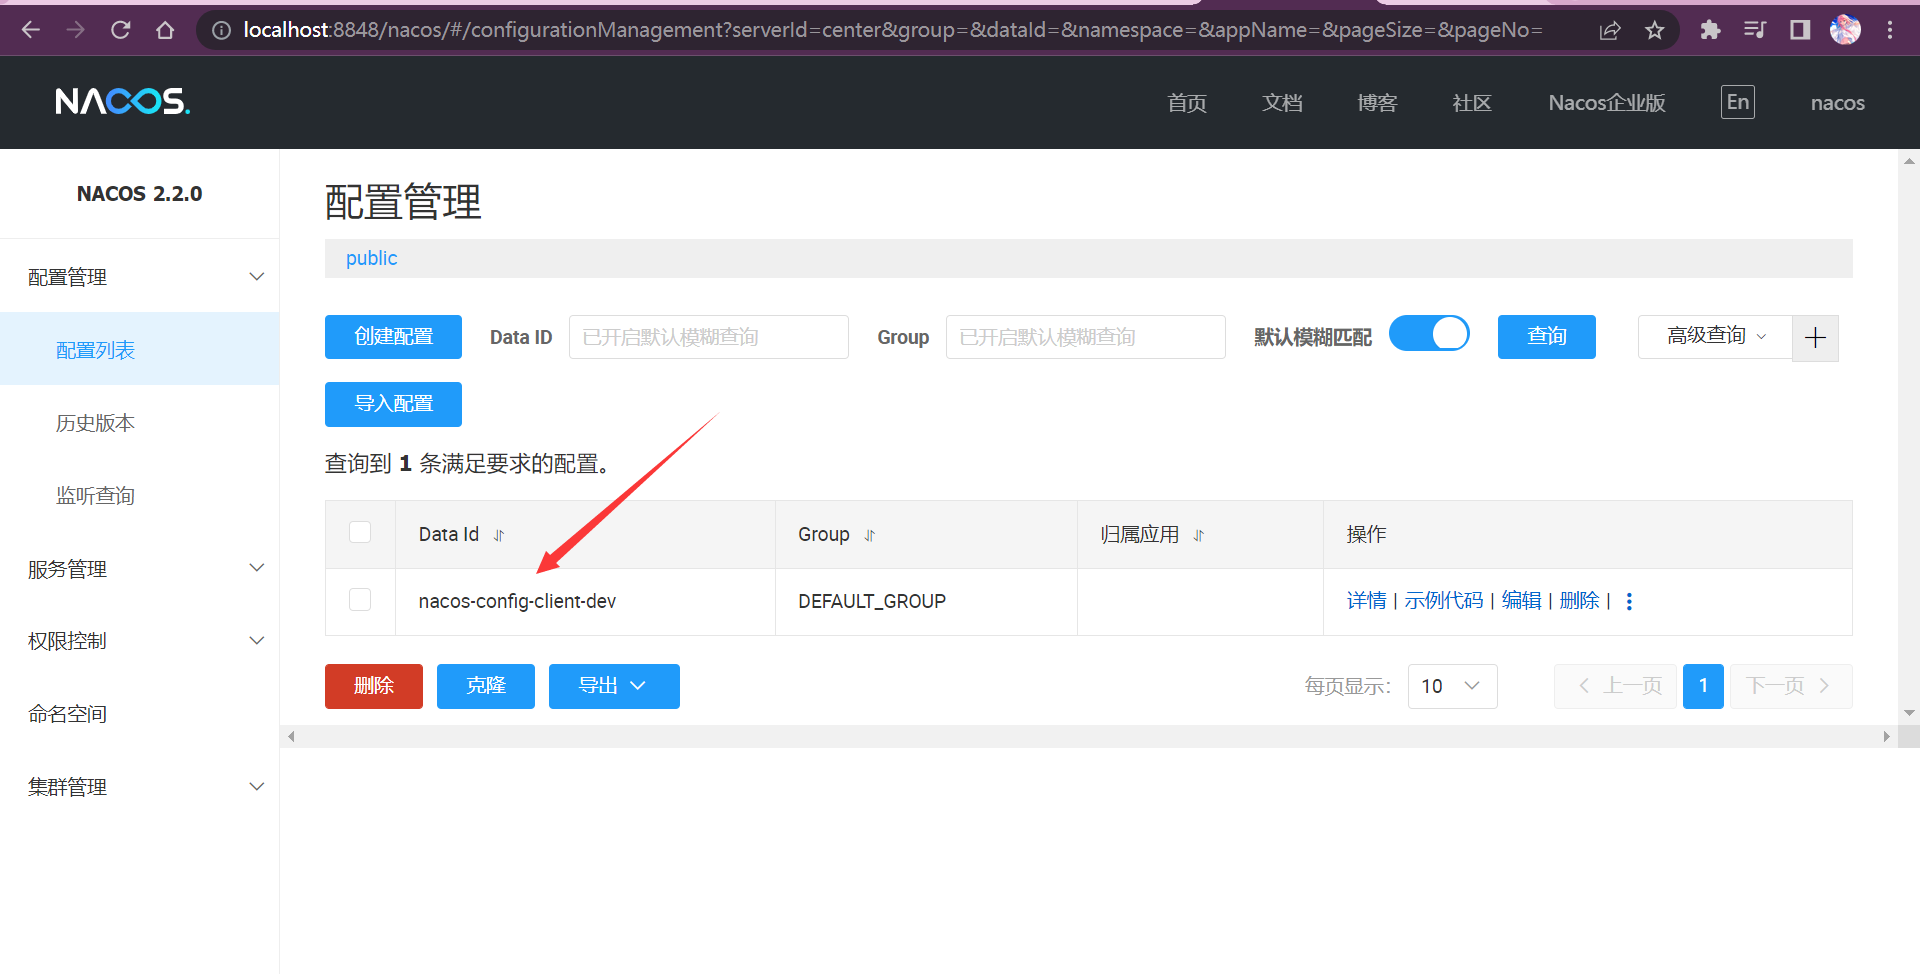 localhost:8848/nacos/#/configurationManagement?serverId=center&group=&dataId=&namespace=&appName=&pageSize=&pageNo=
NACOS.
首页 文档 博客 社区 Nacos企业版 En nacos
NACOS 2.2.0
配置管理
配置列表
历史版本
监听查询
服务管理
权限控制
命名空间
集群管理
配置管理
public
创建配置 Data ID 已开启默认模糊查询 Group 已开启默认模糊查询 默认模糊匹配 查询 高级查询
导入配置
查询到 1 条满足要求的配置。
Data Id Group 归属应用 操作
nacos-config-client-dev DEFAULT_GROUP 详情 | 示例代码 | 编辑 | 删除 |
删除 克隆 导出 每页显示: 10 上一页 1 下一页